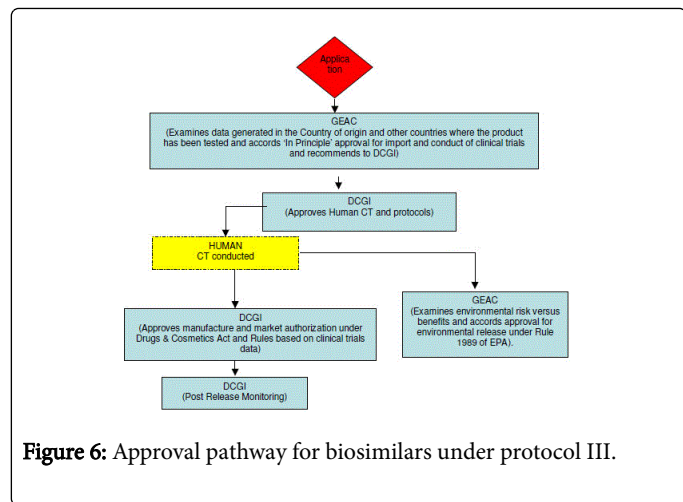 Applica
tion
GEAC
(Examines data generated in the Country of origin and other countries where the product
has been tested and accords 'In Principle' approval for import and conduct of clinical trials
and recommends to DCGI)
DCGI
(Approves Human CT and protocols)
HUMAN
CT conducted
DCGI
(Approves manufacture and market authorization under
Drugs & Cosmetics Act and Rules based on clinical trials
data)
GEAC
(Examines environmental risk versus
benefits and accords approval for
environmental release under Rule
1989 of EPA).
DCGI
(Post Release Monitoring)
Figure 6: Approval pathway for biosimilars under protocol III.